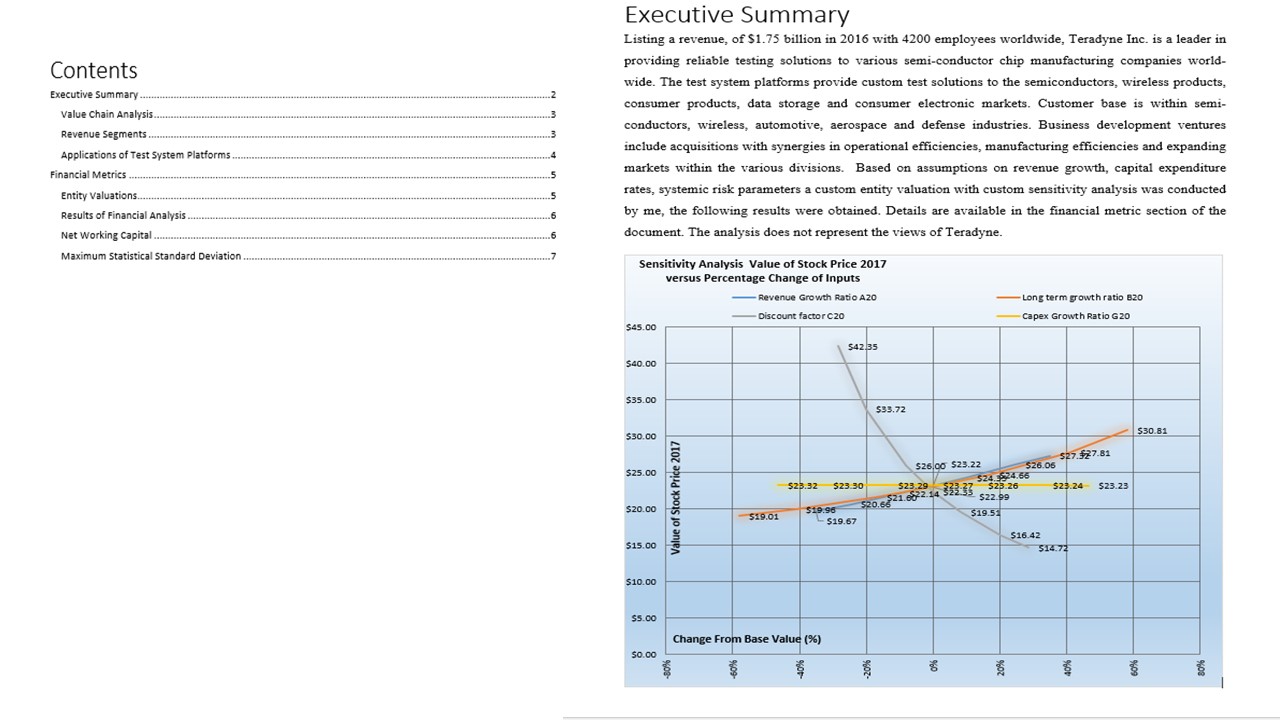 Contents
Executive Summary 2
Value Chain Analysis 3
Revenue Segments 3
Applications of Test System Platforms 4
Financial Metrics 5
Entity Valuations 5
Results of Financial Analysis 6
Net Working Capital 6
Maximum Statistical Standard Deviation 7
Executive Summary
Listing a revenue, of $1.75 billion in 2016 with 4200 employees worldwide, Teradyne Inc. is a leader in
providing reliable testing solutions to various semi-conductor chip manufacturing companies world-
wide. The test system platforms provide custom test solutions to the semiconductors, wireless products,
consumer products, data storage and consumer electronic markets. Customer base is within semi-
conductors, wireless, automotive, aerospace and defense industries. Business development ventures
include acquisitions with synergies in operational efficiencies, manufacturing efficiencies and expanding
markets within the various divisions. Based on assumptions on revenue growth, capital expenditure
rates, systemic risk parameters a custom entity valuation with custom sensitivity analysis was conducted
by me, the following results were obtained. Details are available in the financial metric section of the
document. The analysis does not represent the views of Teradyne.
Sensitivity Analysis Value of Stock Price 2017
versus Percentage Change of Inputs
Revenue Growth Ratio A20
Long term growth ratio B20
Discount factor C20
Capex Growth Ratio G20
$45.00
$40.00
$35.00
$30.00
$25.00
$20.00
$15.00
$10.00
$5.00
$0.00
Value of Stock Price 2017
$42.35
$33.72
$30.81
$27.81
$26.00
$23.22
$26.06
$24.66
$23.32
$23.30
$23.29
$23.27
$23.26
$23.24
$23.23
$22.14
$22.99
$20.66
$19.96
$19.01
$19.67
$19.51
$16.42
$14.72
Change From Base Value (%)
-80%
-60%
-40%
-20%
0%
20%
40%
60%
80%